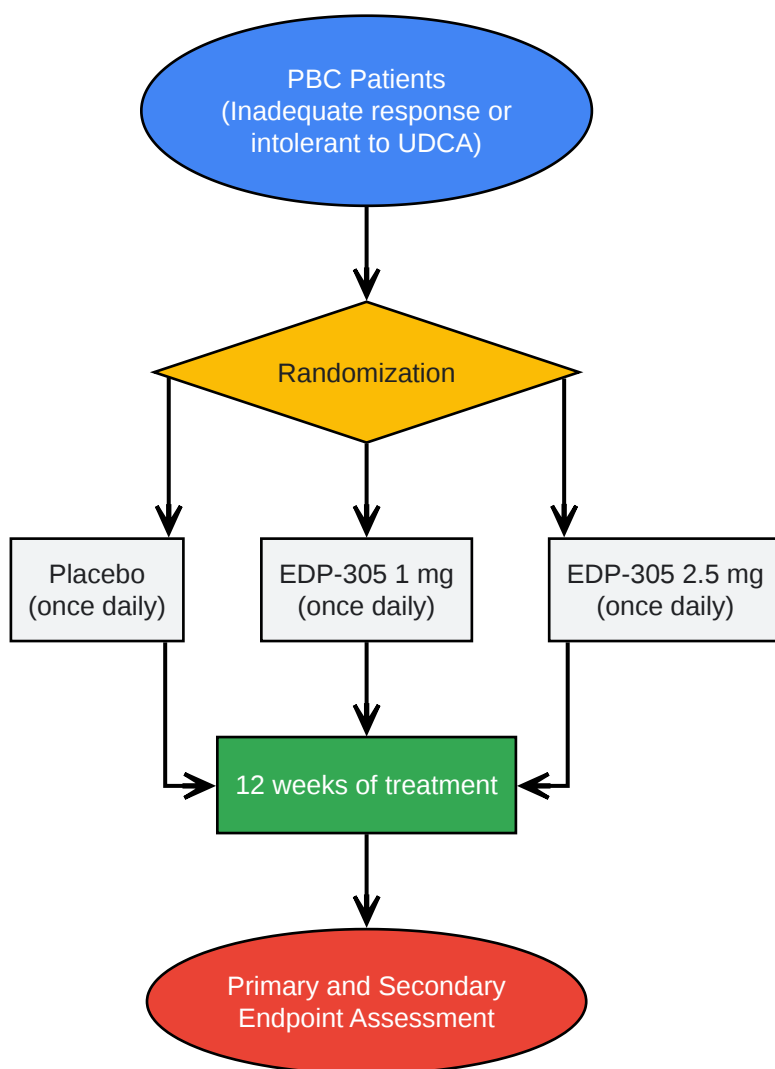 PBC Patients
(Inadequate response or
intolerant to UDCA)
Randomization
Placebo
(once daily)
EDP-305 1 mg
(once daily)
EDP-305 2.5 mg
(once daily)
12 weeks of treatment
Primary and Secondary
Endpoint Assessment